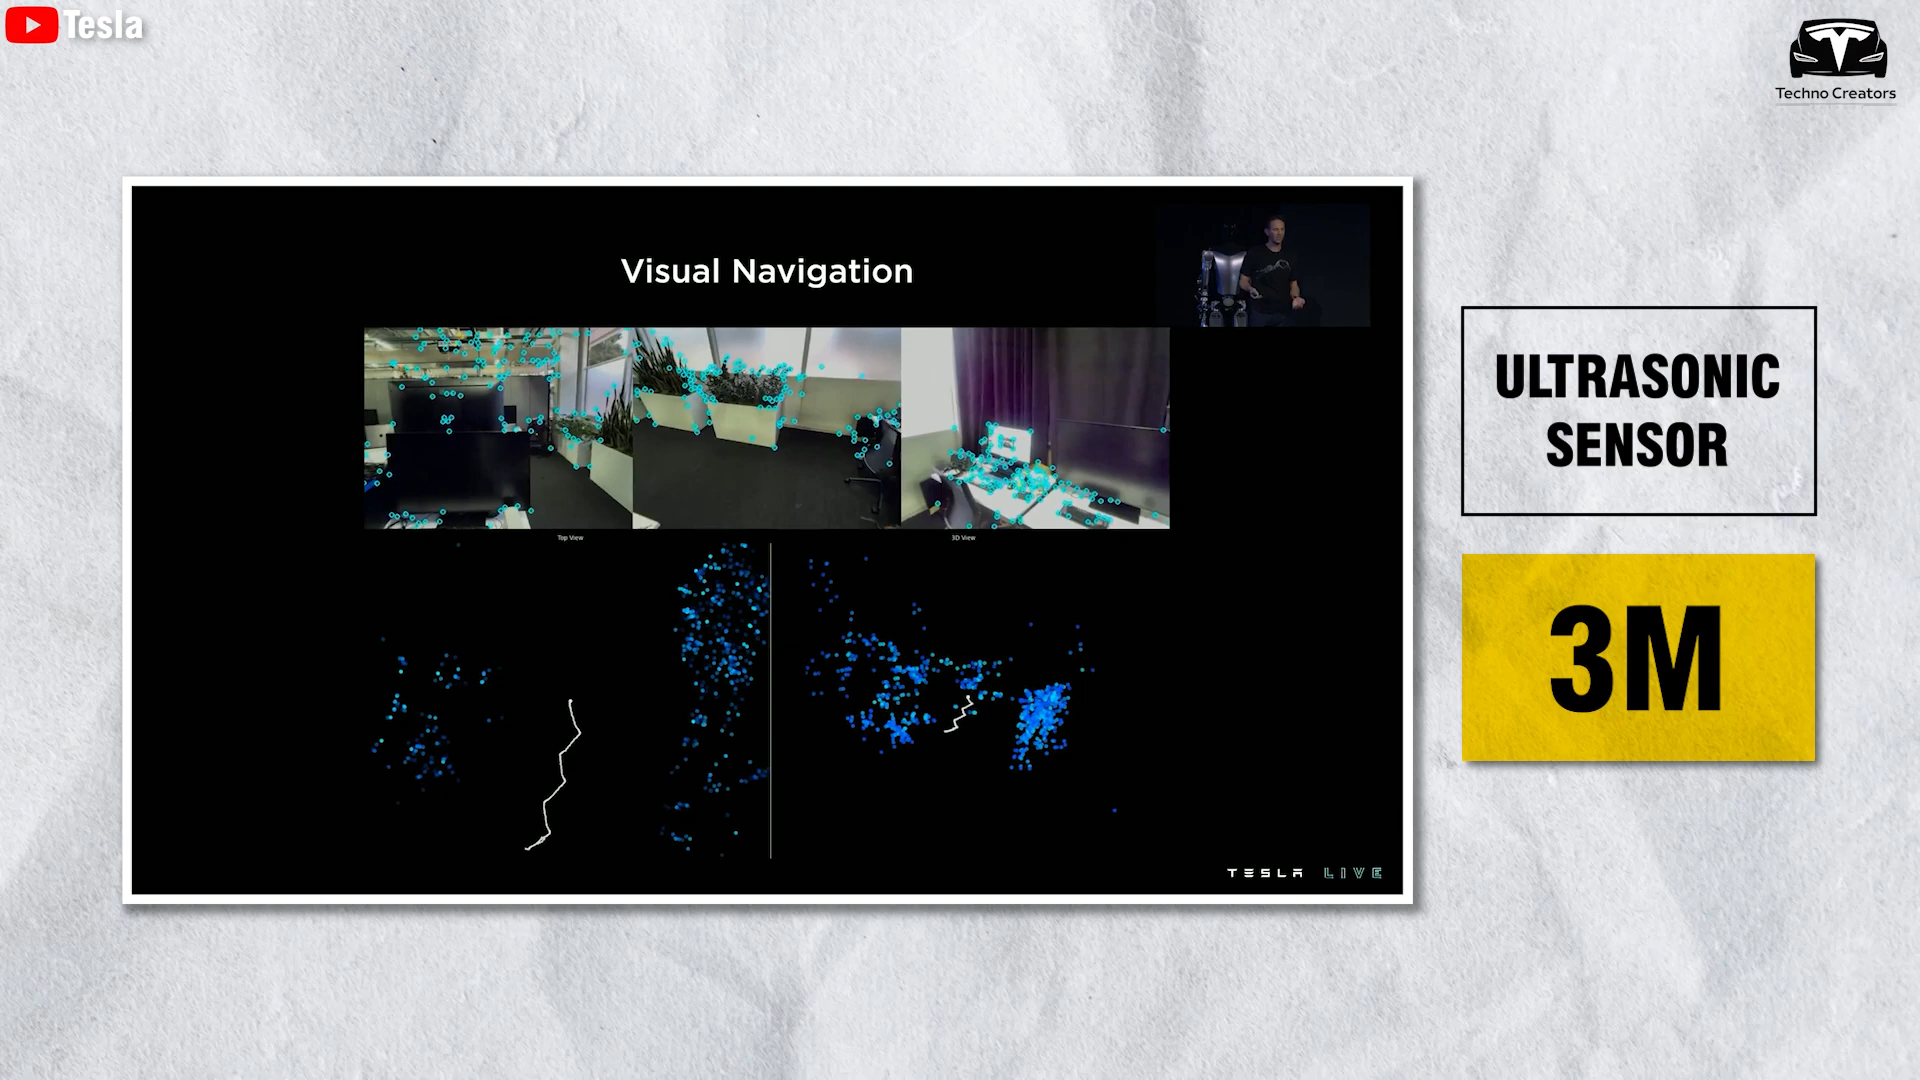 Tesla
Techno Creators
Visual Navigation
Top View
3D View
TESLA LIVE
ULTRASONIC
SENSOR
3M